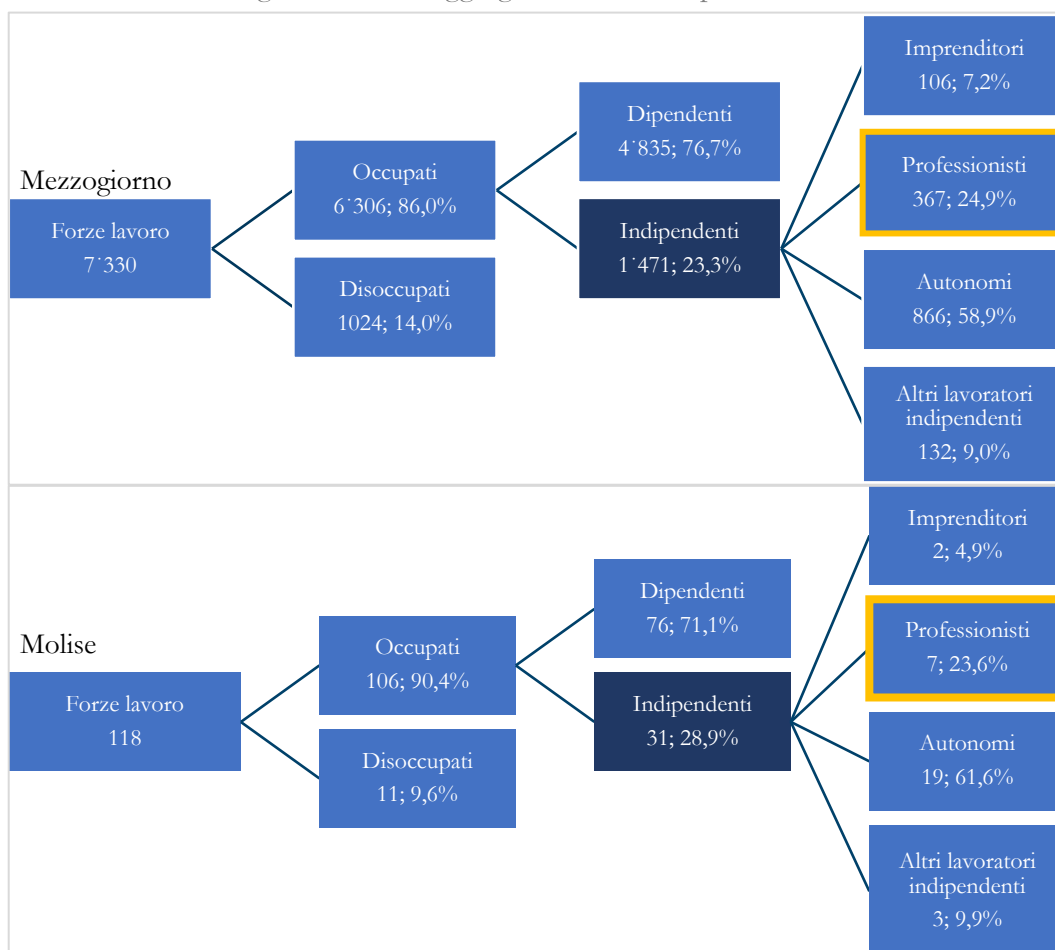 Mezzogiorno
Forze lavoro
7˙330
Occupati
6˙306; 86,0%
Disoccupati
1024; 14,0%
Dipendenti
4˙835; 76,7%
Indipendenti
1˙471; 23,3%
Imprenditori
106; 7,2%
Professionisti
367; 24,9%
Autonomi
866; 58,9%
Altri lavoratori
indipendenti
132; 9,0%
Molise
Forze lavoro
118
Occupati
106; 90,4%
Disoccupati
11; 9,6%
Dipendenti
76; 71,1%
Indipendenti
31; 28,9%
Imprenditori
2; 4,9%
Professionisti
7; 23,6%
Autonomi
19; 61,6%
Altri lavoratori
indipendenti
3; 9,9%